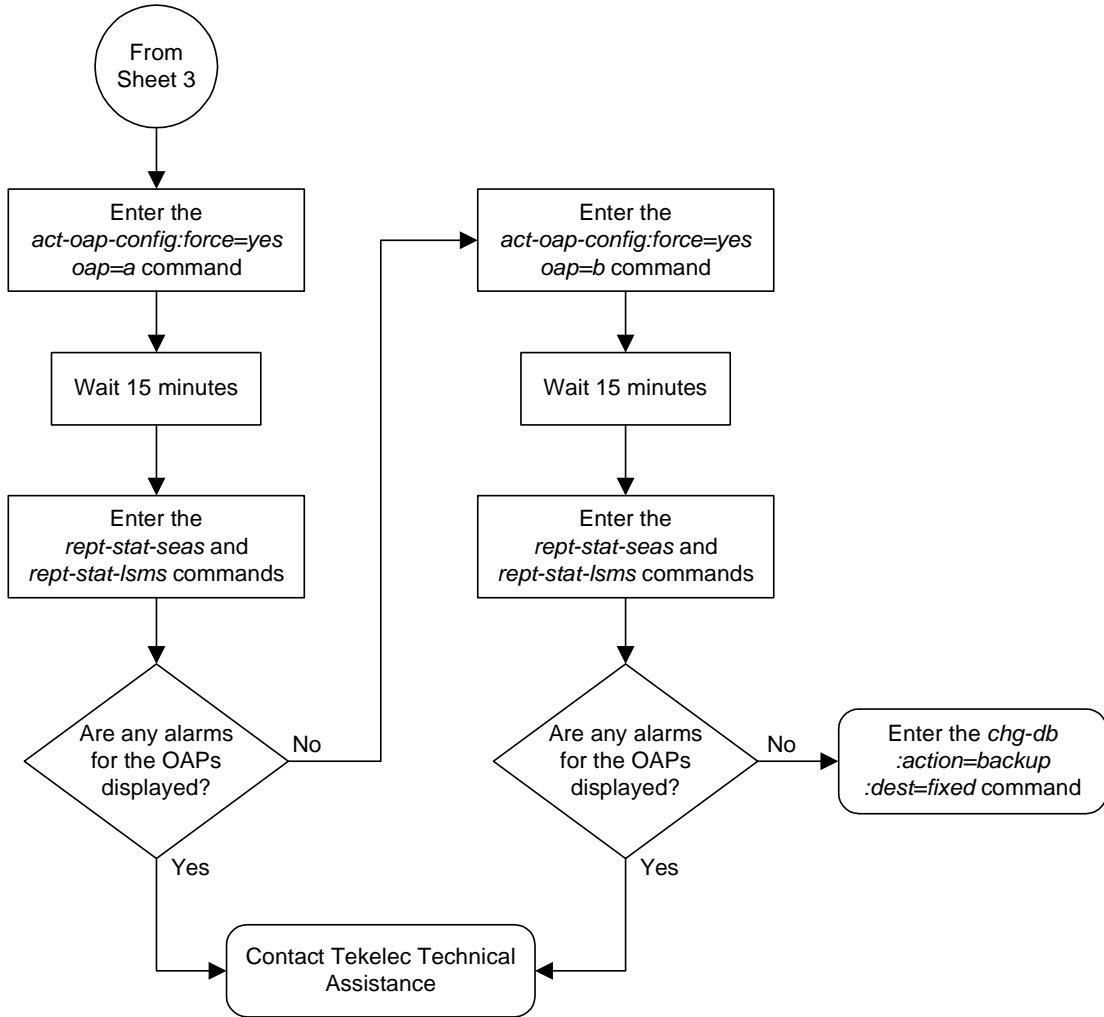 From
Sheet 3
Enter the
act-oap-config:force=yes
oap=a command
Wait 15 minutes
Enter the
rept-stat-seas and
rept-stat-lsms commands
Are any alarms
for the OAPs
displayed?
No
Yes
Enter the
act-oap-config:force=yes
oap=b command
Wait 15 minutes
Enter the
rept-stat-seas and
rept-stat-lsms commands
Are any alarms
for the OAPs
displayed?
No
Yes
Enter the chg-db
:action=backup
:dest=fixed command
Contact Tekelec Technical
Assistance